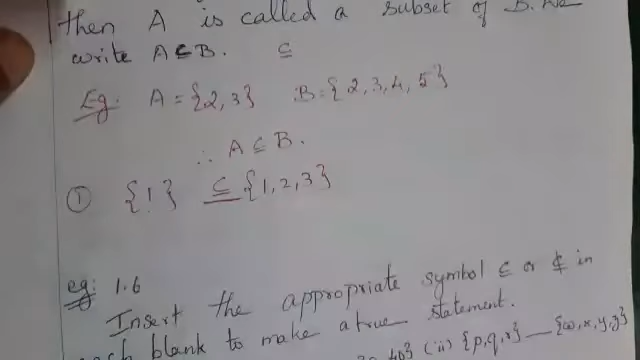 then A is called a subset of B. We
write A⊆B. ⊆
Eg: A = {2, 3} B = {2, 3, 4, 5}
∴ A ⊆ B.
① {1} ⊆ {1, 2, 3}
eg: 1.6
Insert the appropriate symbol ⊆ or ⊈ in
each blank to make a true statement.
(ii) {p, q, r} __ {w, x, y, z}